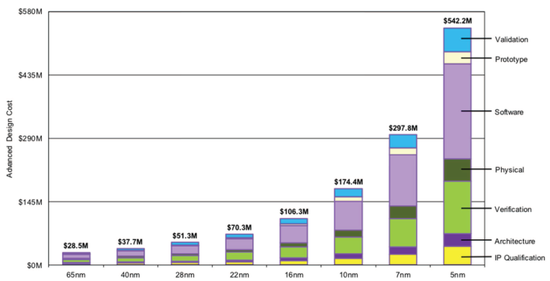 $580M
$435M
$290M
$145M
$0M
Advanced Design Cost
$28.5M
$37.7M
$51.3M
$70.3M
$106.3M
$174.4M
$297.8M
$542.2M
65nm
40nm
28nm
22nm
16nm
10nm
7nm
5nm
Validation
Prototype
Software
Physical
Verification
Architecture
IP Qualification